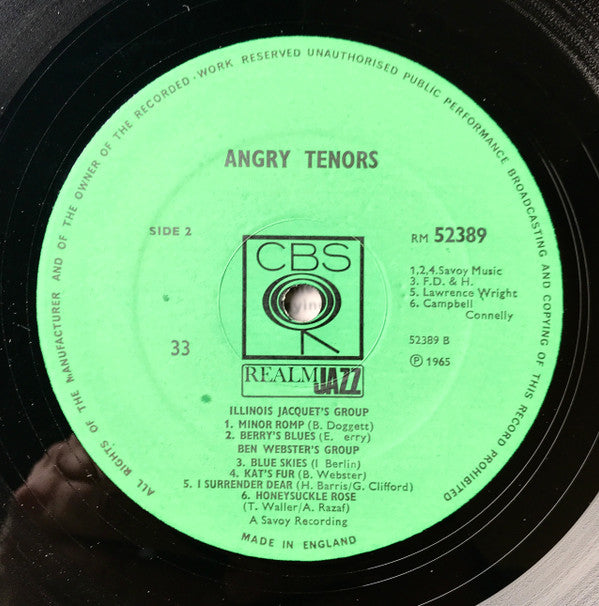 ALL RIGHTS OF THE MANUFACTURER AND OF THE OWNER OF THE RECORDED · WORK RESERVED UNAUTHORISED PUBLIC PERFORMANCE BROADCASTING AND COPYING OF THIS RECORD PROHIBITED
ANGRY TENORS
SIDE 2
RM 52389
CBS
1,2,4. Savoy Music
3. F.D. & H.
5. Lawrence Wright
6. Campbell
Connelly
33
52389 B
Ⓟ 1965
REALM JAZZ
ILLINOIS JACQUET'S GROUP
1. MINOR ROMP (B. Doggett)
2. BERRY'S BLUES (E. erry)
BEN WEBSTER'S GROUP
3. BLUE SKIES (I Berlin)
4. KAT'S FUR (B. Webster)
5. I SURRENDER DEAR (H. Barris/G. Clifford)
6. HONEYSUCKLE ROSE
(T. Waller/A. Razaf)
A Savoy Recording
MADE IN ENGLAND